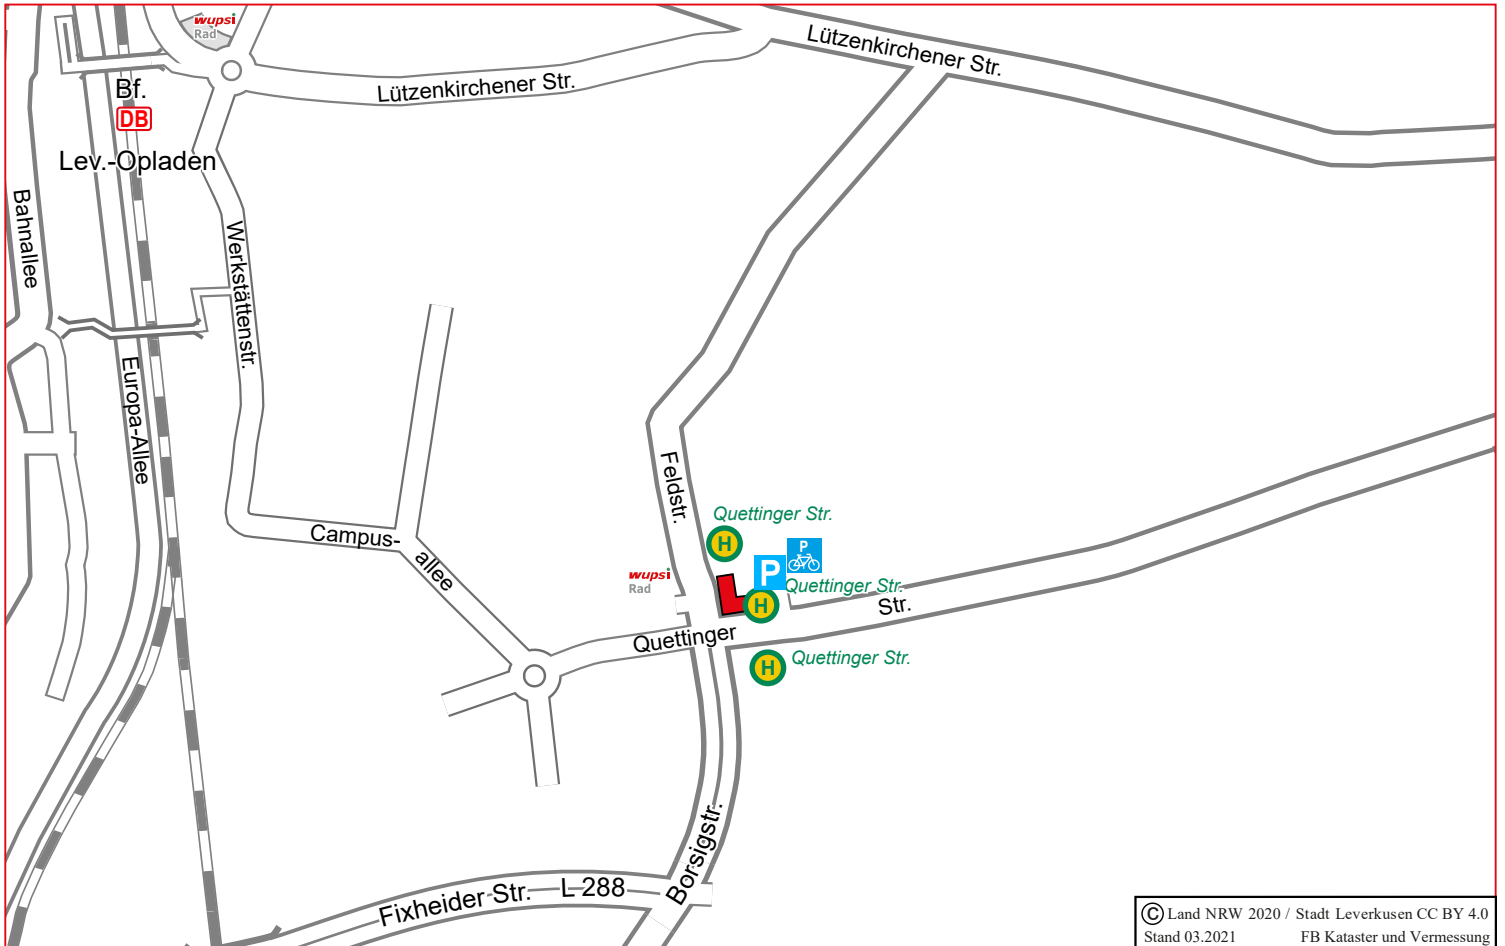 wupsi
Rad
Lützenkirchener Str.
Lützenkirchener Str.
Bf.
DB
Lev.-Opladen
Bahnallee
Werkstättenstr.
Europa-Allee
Campus-
allee
Feldstr.
Quettinger Str.
H
P
P
Quettinger Str.
H
wupsi
Rad
Quettinger
Str.
H
Quettinger Str.
Borsigstr.
Fixheider Str.
L 288
© Land NRW 2020 / Stadt Leverkusen CC BY 4.0
Stand 03.2021 FB Kataster und Vermessung